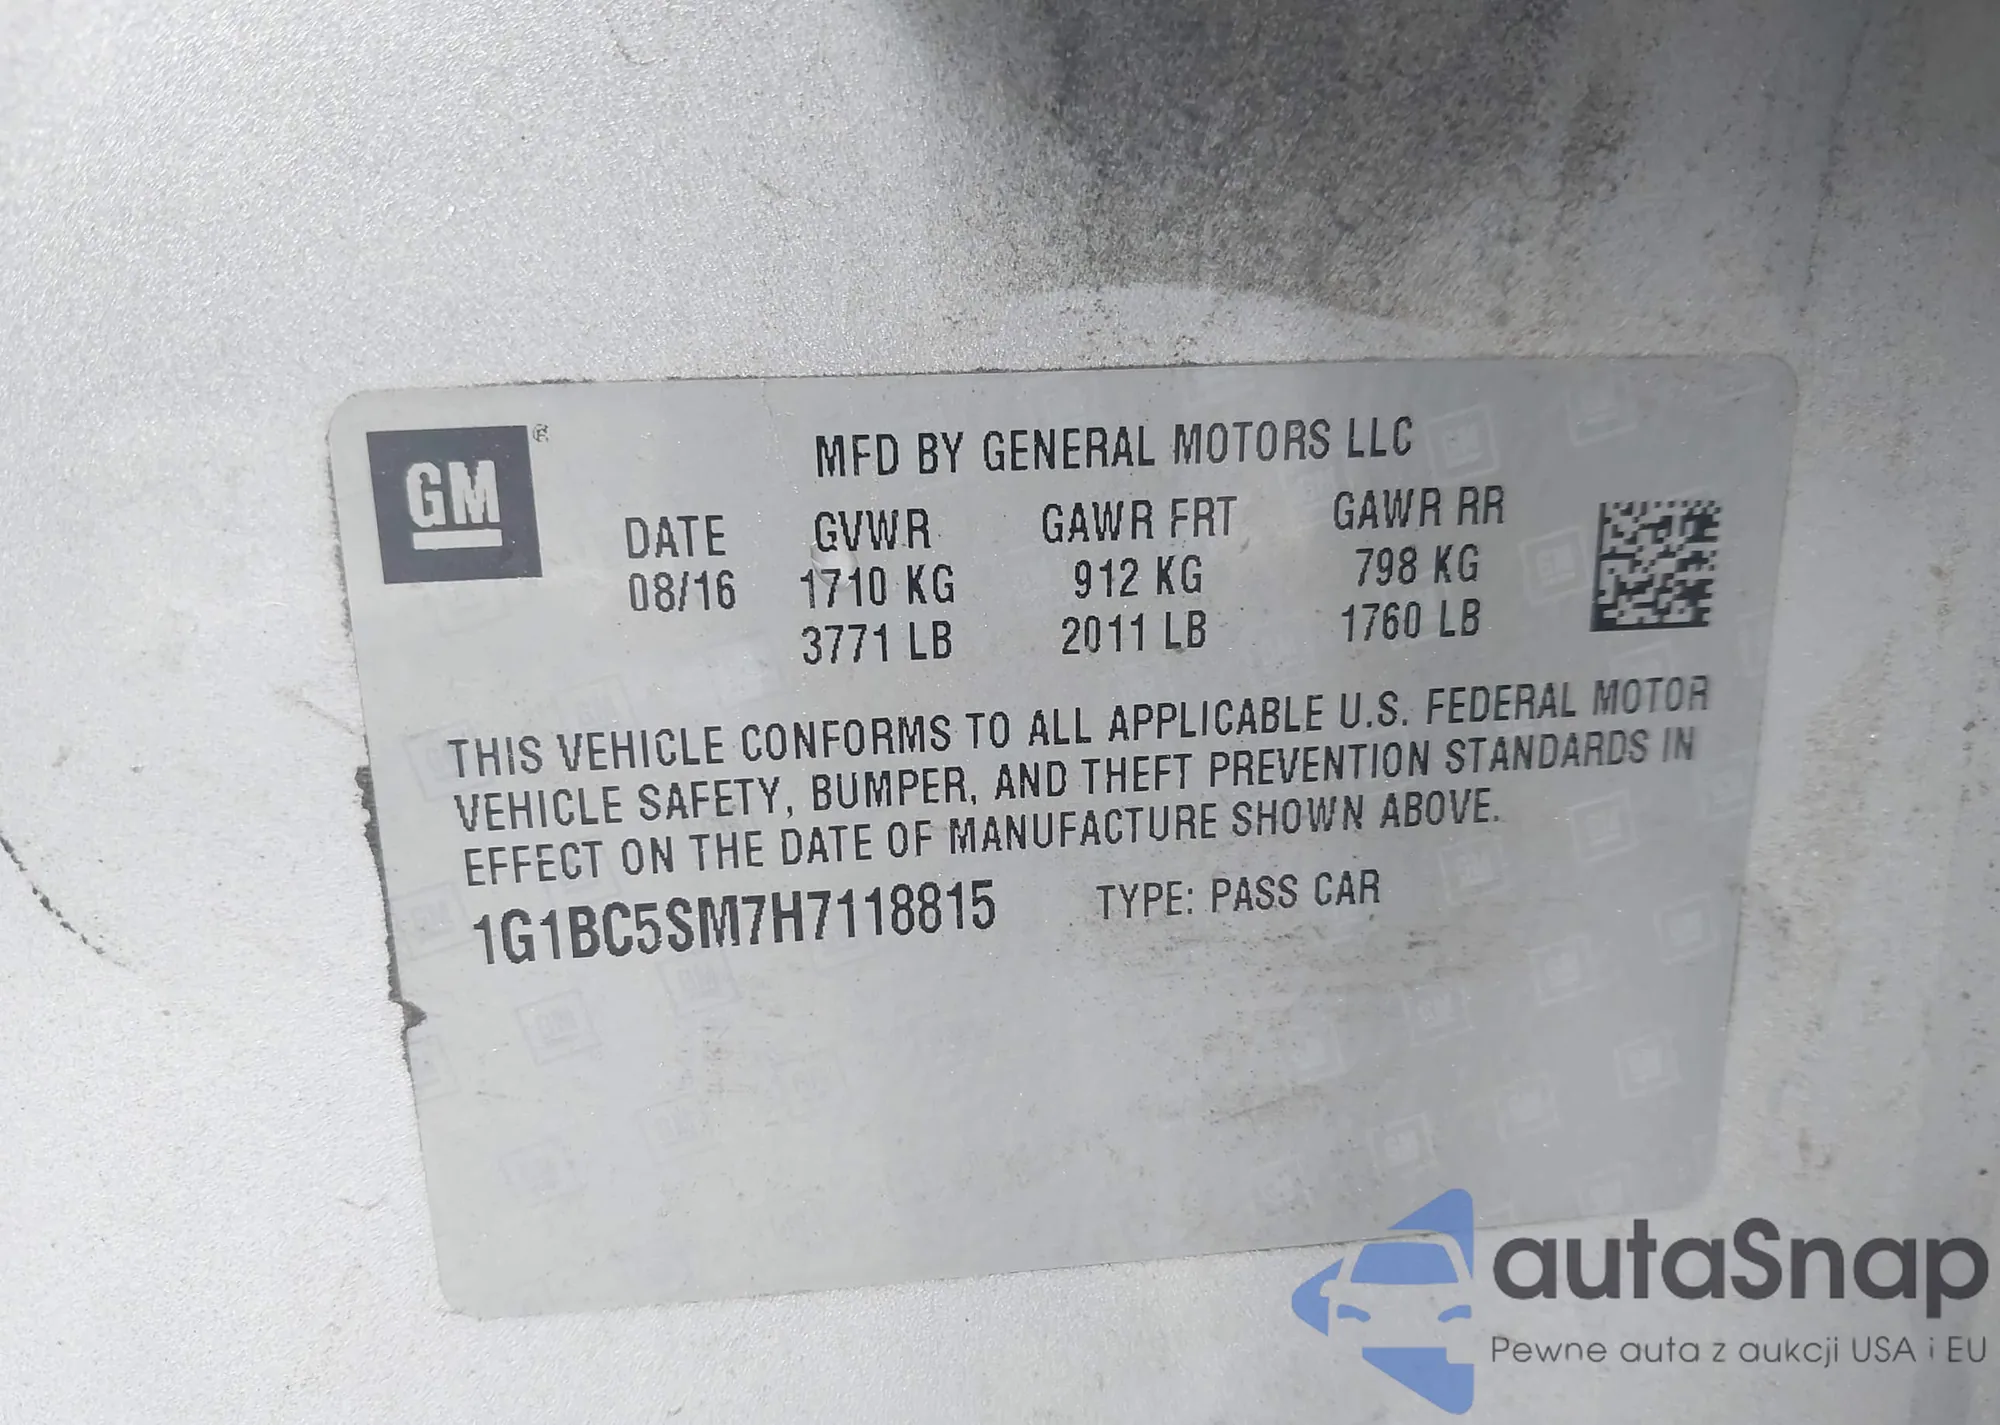 GM ®
MFD BY GENERAL MOTORS LLC
DATE GVWR GAWR FRT GAWR RR
08/16 1710 KG 912 KG 798 KG
3771 LB 2011 LB 1760 LB
THIS VEHICLE CONFORMS TO ALL APPLICABLE U.S. FEDERAL MOTOR
VEHICLE SAFETY, BUMPER, AND THEFT PREVENTION STANDARDS IN
EFFECT ON THE DATE OF MANUFACTURE SHOWN ABOVE.
1G1BC5SM7H7118815 TYPE: PASS CAR
autaSnap
Pewne auta z aukcji USA i EU